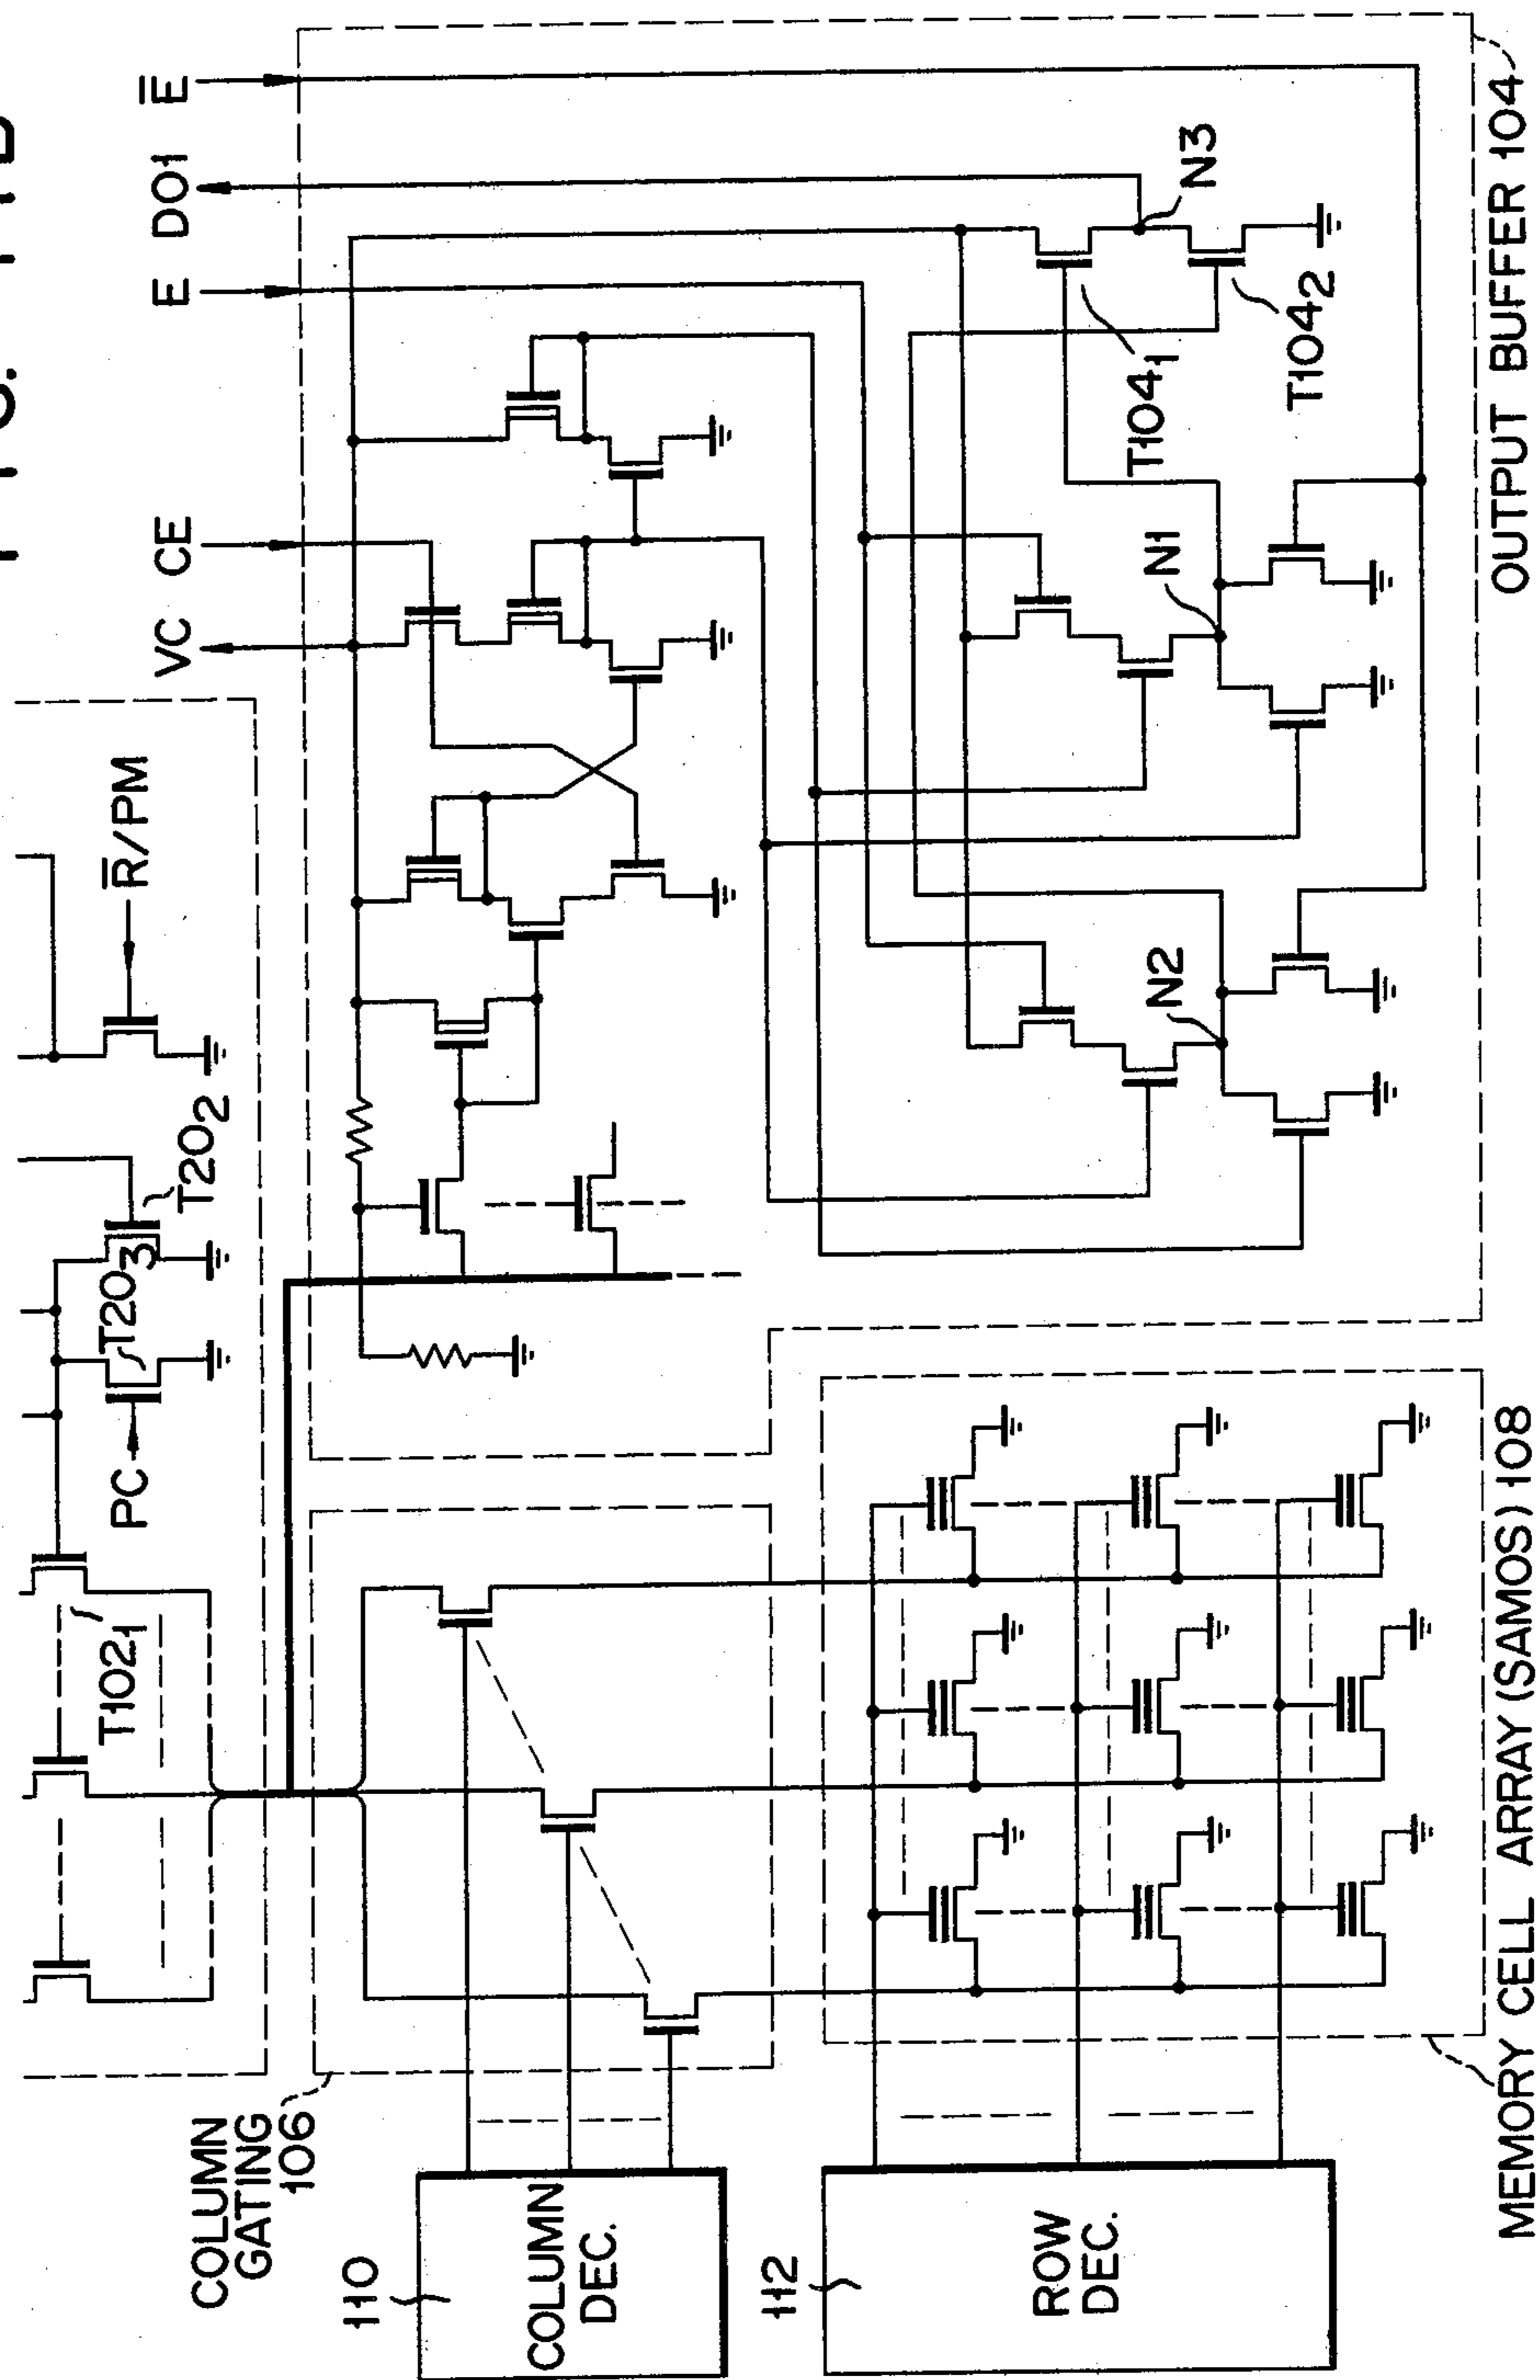 R̅/PM
T20₂
T20₃
PC
T102₁
VC
CE
E
DO1
E̅
N1
N2
N3
T104₁
T104₂
OUTPUT BUFFER 104
COLUMN
GATING
106
110
COLUMN
DEC.
112
ROW
DEC.
MEMORY CELL ARRAY (SAMOS) 108